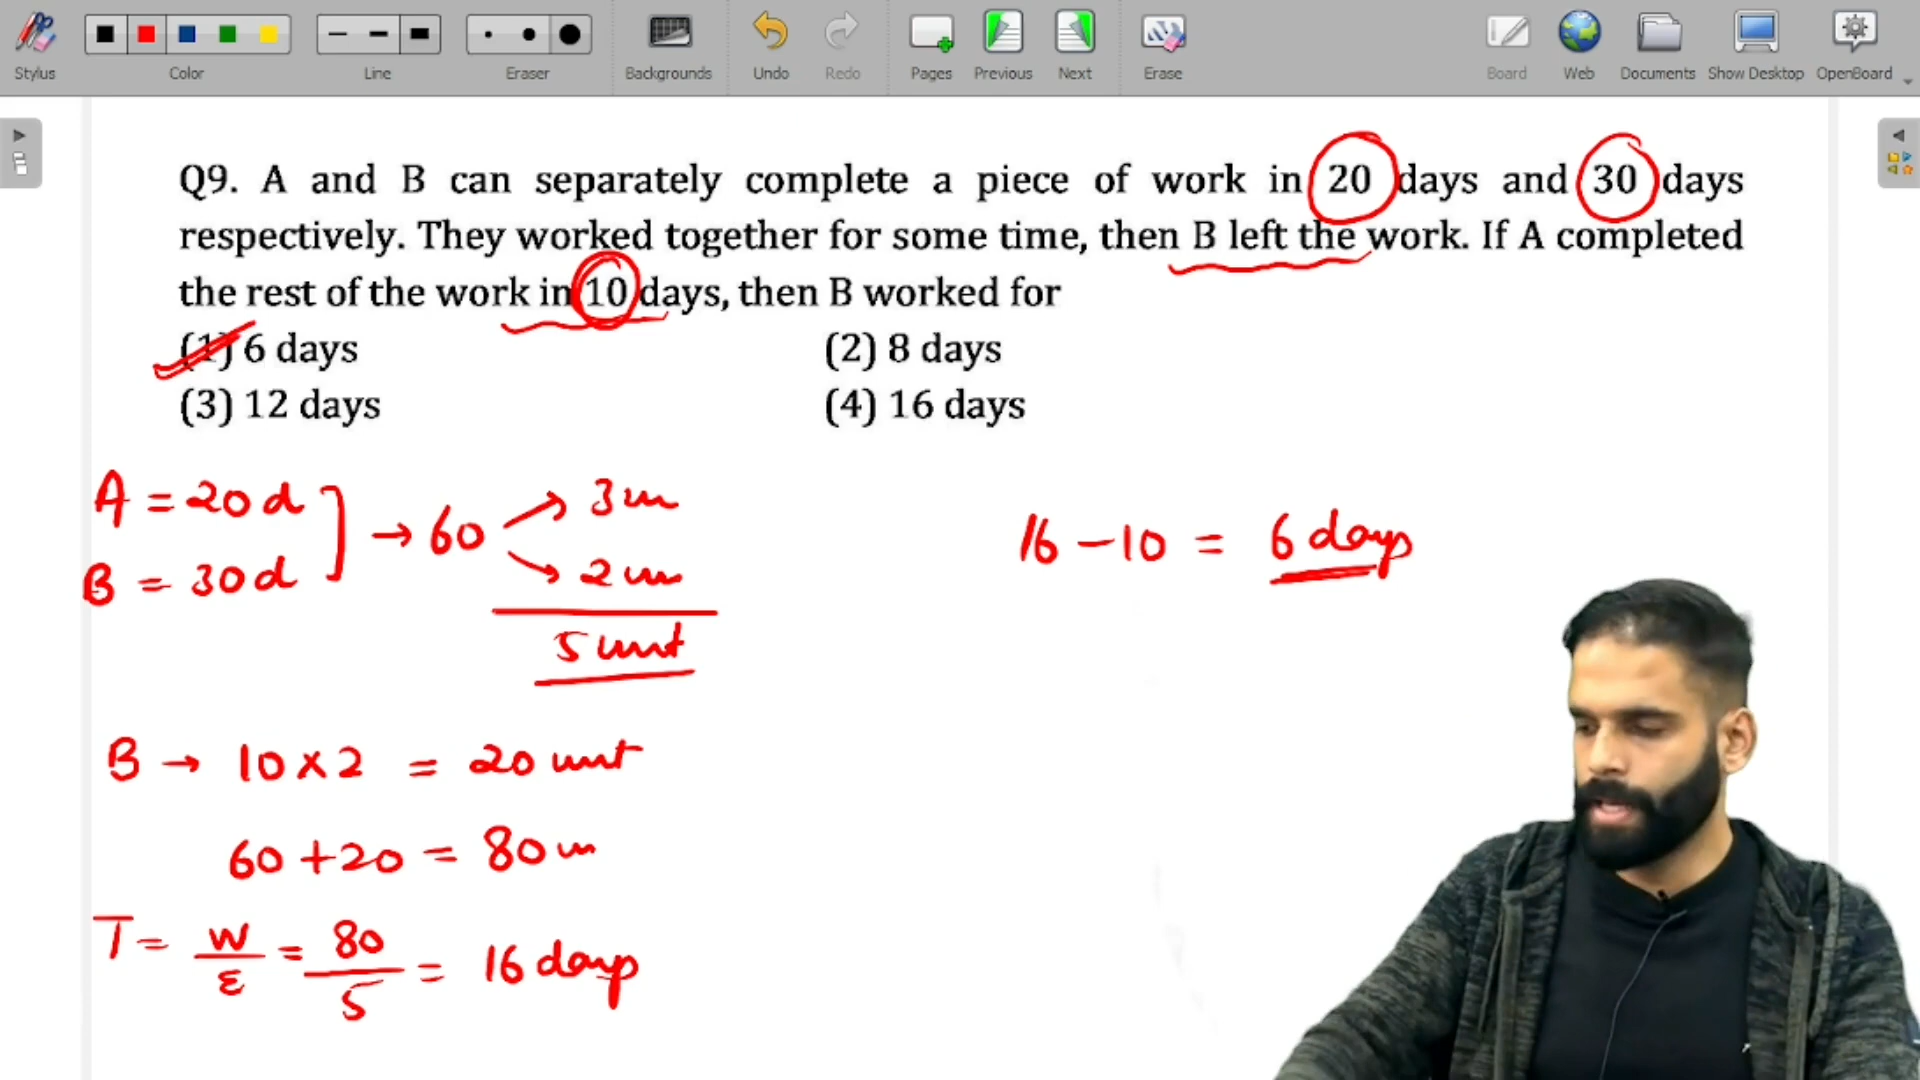 Stylus Color Line Eraser Backgrounds Undo Redo Pages Previous Next Erase Board Web Documents Show Desktop OpenBoard
Q9. A and B can separately complete a piece of work in 20 days and 30 days
respectively. They worked together for some time, then B left the work. If A completed
the rest of the work in 10 days, then B worked for
(1) 6 days (2) 8 days
(3) 12 days (4) 16 days
A = 20 d
B = 30 d
→ 60
3 un
2 un
5 unit
B → 10 × 2 = 20 unit
60 + 20 = 80 un
T = W/E = 80/5 = 16 days
16 - 10 = 6 days